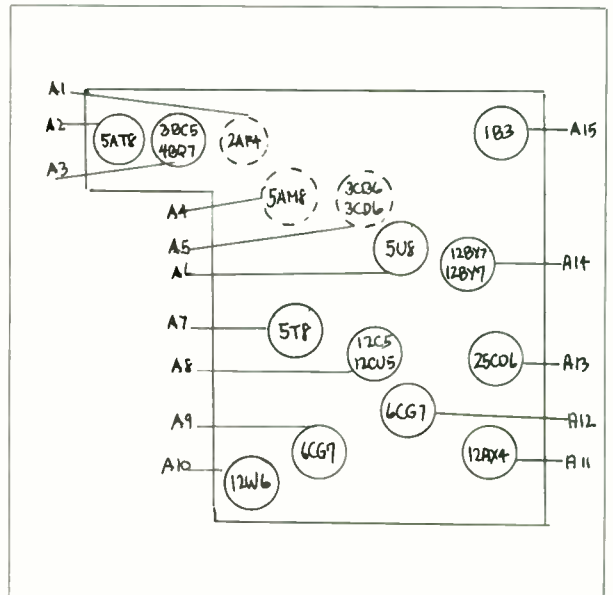 A1
A2
5AT8
3BC5
4BQ7
2AF4
1B3
A15
A3
A4
5AM8
3CB6
3CD6
A5
A6
5U8
12BY7
12BY7
A14
A7
5T8
A8
12C5
12CU5
25CD6
A13
A9
6CG7
6CG7
A12
A10
12W6
12AX4
A11